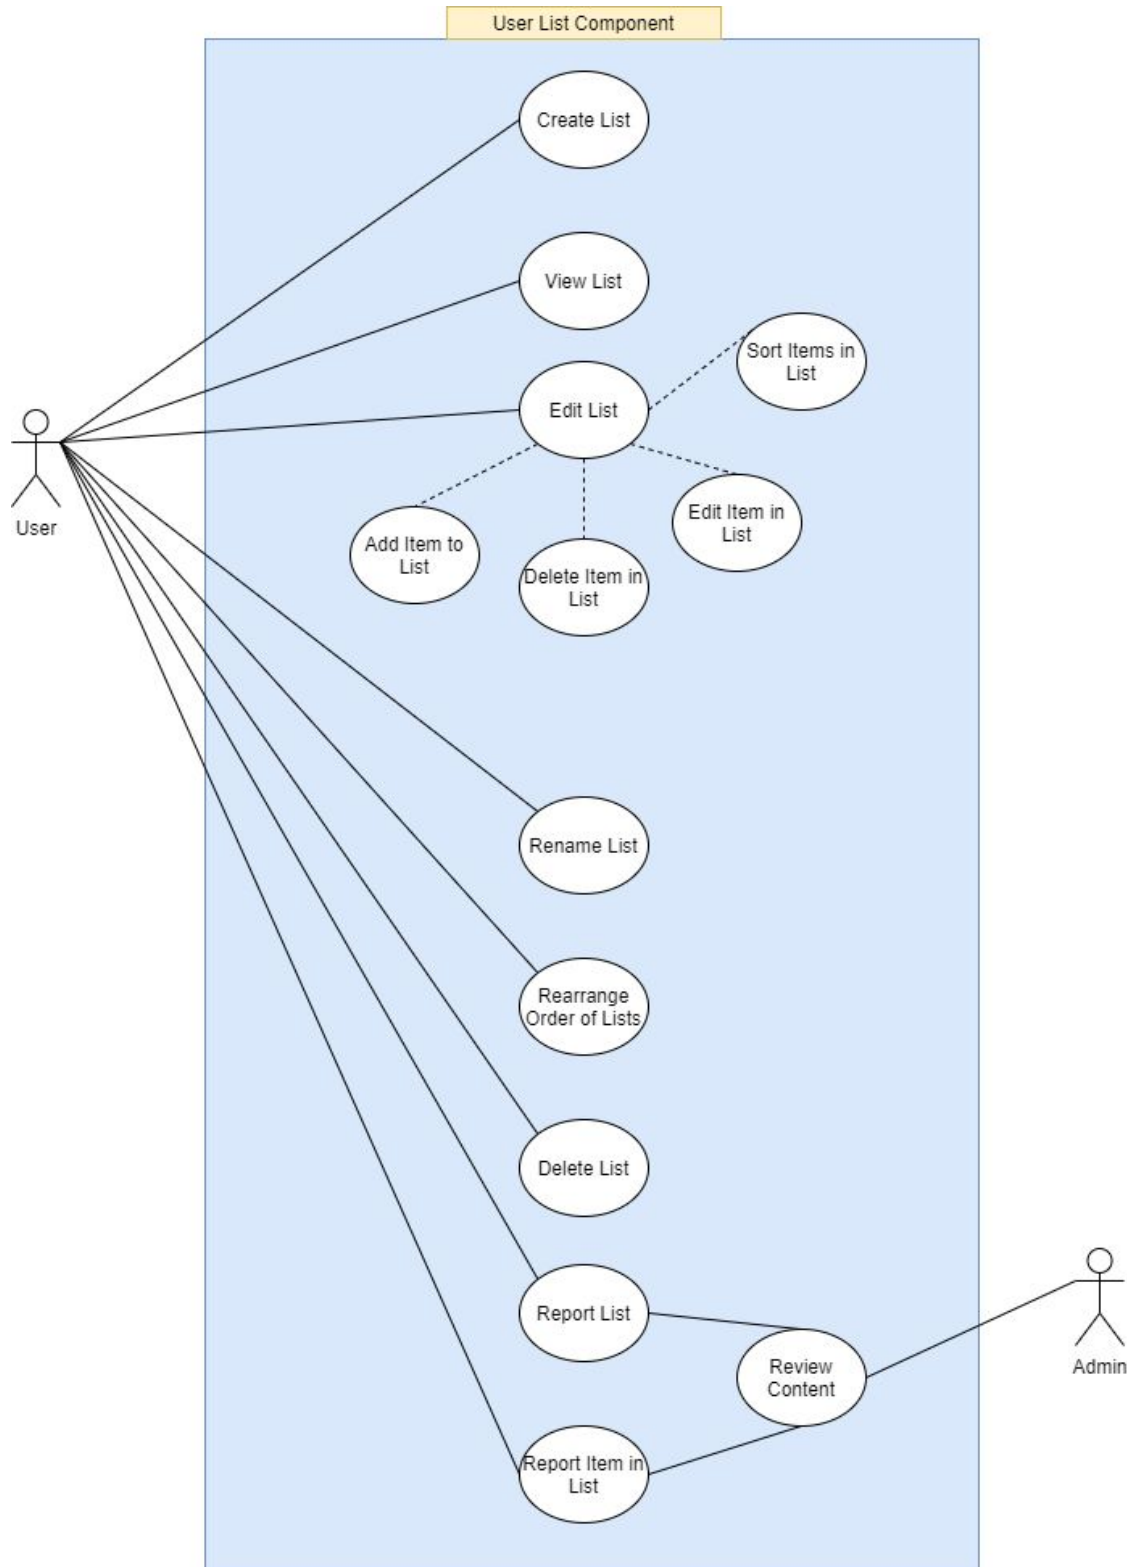 User List Component
Create List
View List
Sort Items in
List
Edit List
User
Add Item to
List
Delete Item in
List
Edit Item in
List
Rename List
Rearrange
Order of Lists
Delete List
Report List
Review
Content
Admin
Report Item in
List